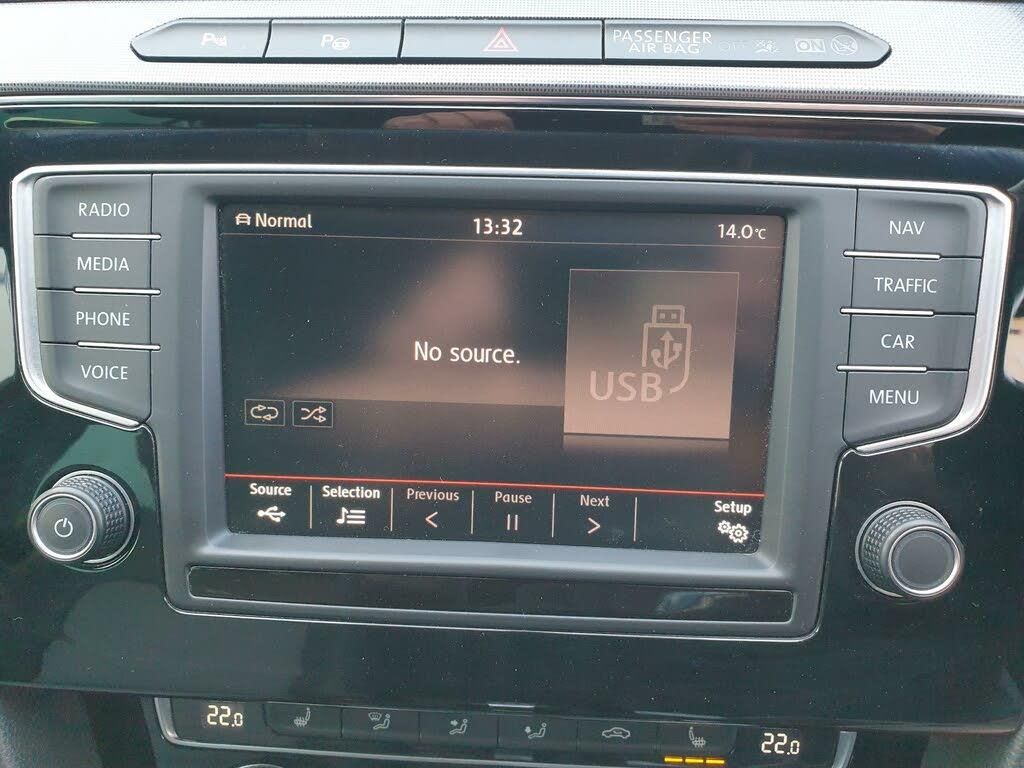 P
P
PASSENGER
AIR BAG
OFF
ON
RADIO
MEDIA
PHONE
VOICE
Normal
13:32
14.0°C
No source.
USB
Source
Selection
Previous
Pause
Next
Setup
NAV
TRAFFIC
CAR
MENU
22.0
22.0